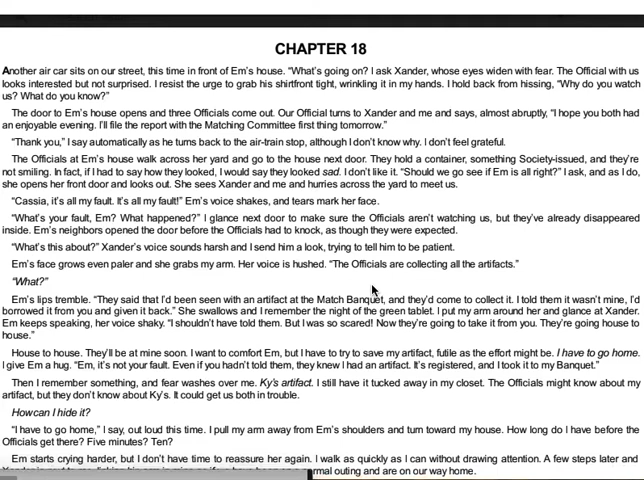 CHAPTER 18
Another air car sits on our street, this time in front of Em's house. "What's going on? I ask Xander, whose eyes widen with fear. The Official with us
looks interested but not surprised. I resist the urge to grab his shirtfront tight, wrinkling it in my hands. I hold back from hissing, "Why do you watch
us? What do you know?"
The door to Em's house opens and three Officials come out. Our Official turns to Xander and me and says, almost abruptly, "I hope you both had
an enjoyable evening. I'll file the report with the Matching Committee first thing tomorrow."
"Thank you," I say automatically as he turns back to the air-train stop, although I don't know why. I don't feel grateful.
The Officials at Em's house walk across her yard and go to the house next door. They hold a container, something Society-issued, and they're
not smiling. In fact, if I had to say how they looked, I would say they looked sad. I don't like it. "Should we go see if Em is all right?" I ask, and as I do,
she opens her front door and looks out. She sees Xander and me and hurries across the yard to meet us.
"Cassia, it's all my fault. It's all my fault!" Em's voice shakes, and tears mark her face.
"What's your fault, Em? What happened?" I glance next door to make sure the Officials aren't watching us, but they've already disappeared
inside. Em's neighbors opened the door before the Officials had to knock, as though they were expected.
"What's this about?" Xander's voice sounds harsh and I send him a look, trying to tell him to be patient.
Em's face grows even paler and she grabs my arm. Her voice is hushed. "The Officials are collecting all the artifacts."
"What?"
Em's lips tremble. "They said that I'd been seen with an artifact at the Match Banquet, and they'd come to collect it. I told them it wasn't mine, I'd
borrowed it from you and given it back." She swallows and I remember the night of the green tablet. I put my arm around her and glance at Xander.
Em keeps speaking, her voice shaky. "I shouldn't have told them. But I was so scared! Now they're going to take it from you. They're going house to
house."
House to house. They'll be at mine soon. I want to comfort Em, but I have to try to save my artifact, futile as the effort might be. I have to go home.
I give Em a hug. "Em, it's not your fault. Even if you hadn't told them, they knew I had an artifact. It's registered, and I took it to my Banquet."
Then I remember something, and fear washes over me. Ky's artifact. I still have it tucked away in my closet. The Officials might know about my
artifact, but they don't know about Ky's. It could get us both in trouble.
How can I hide it?
"I have to go home," I say, out loud this time. I pull my arm away from Em's shoulders and turn toward my house. How long do I have before the
Officials get there? Five minutes? Ten?
Em starts crying harder, but I don't have time to reassure her again. I walk as quickly as I can without drawing attention. A few steps later and
normal outing and are on our way home.